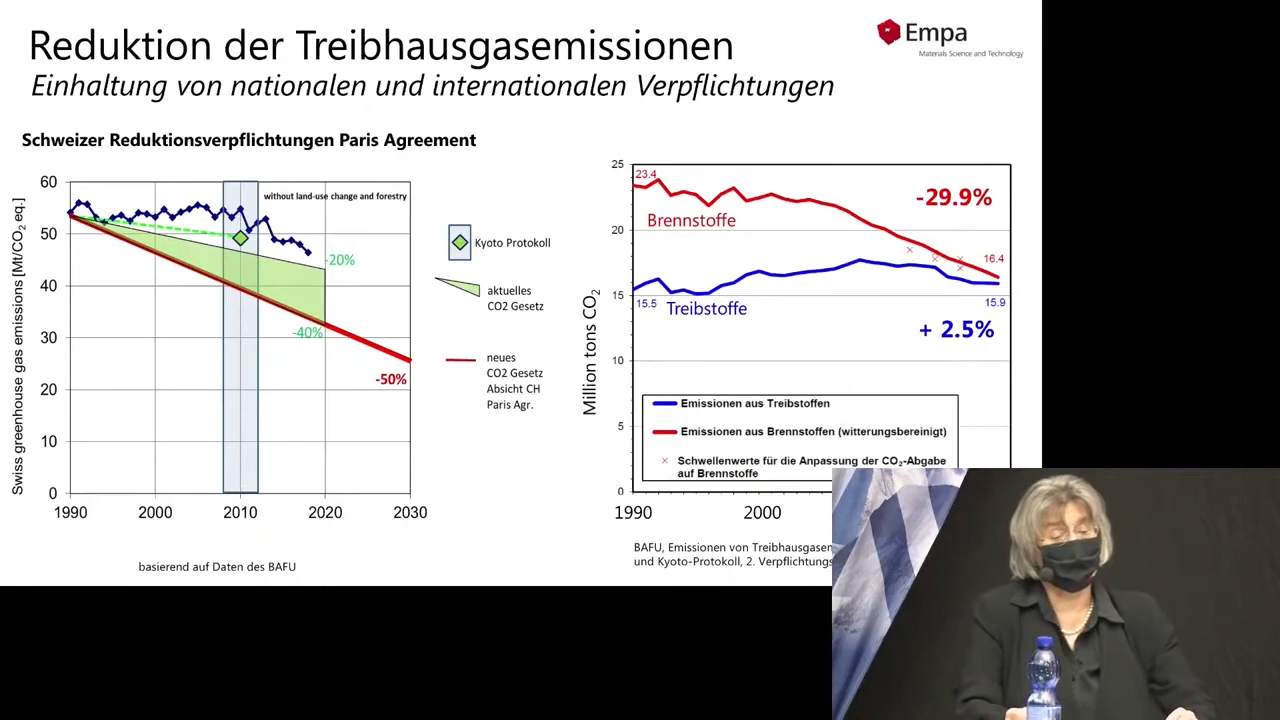 Reduktion der Treibhausgasemissionen
Einhaltung von nationalen und internationalen Verpflichtungen
Empa
Materials Science and Technology
Schweizer Reduktionsverpflichtungen Paris Agreement
Swiss greenhouse gas emissions [Mt/CO2 eq.]
60
50
40
30
20
10
0
1990
2000
2010
2020
2030
without land-use change and forestry
-20%
-40%
-50%
Kyoto Protokoll
aktuelles
CO2 Gesetz
neues
CO2 Gesetz
Absicht CH
Paris Agr.
basierend auf Daten des BAFU
Million tons CO2
25
20
15
10
5
0
1990
2000
23.4
-29.9%
Brennstoffe
16.4
15.5
Treibstoffe
15.9
+ 2.5%
Emissionen aus Treibstoffen
Emissionen aus Brennstoffen (witterungsbereinigt)
Schwellenwerte für die Anpassung der CO2-Abgabe
auf Brennstoffe
BAFU, Emissionen von Treibhausgasen
und Kyoto-Protokoll, 2. Verpflichtungs